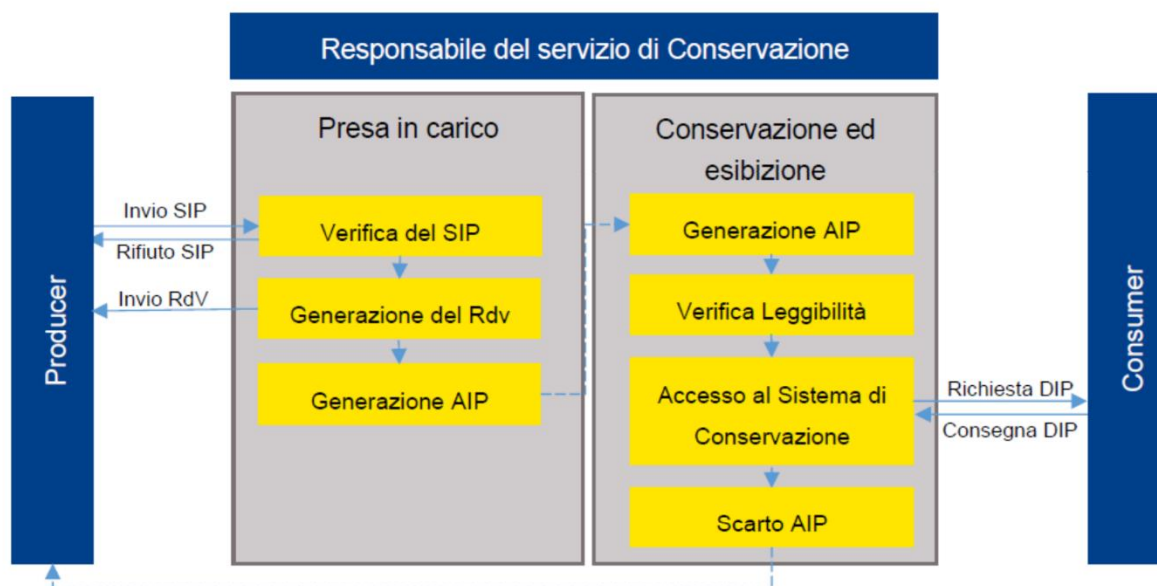 Responsabile del servizio di Conservazione
Producer
Presa in carico
Invio SIP
Rifiuto SIP
Verifica del SIP
Invio RdV
Generazione del Rdv
Generazione AIP
Conservazione ed
esibizione
Generazione AIP
Verifica Leggibilità
Accesso al Sistema di
Conservazione
Scarto AIP
Richiesta DIP
Consegna DIP
Consumer